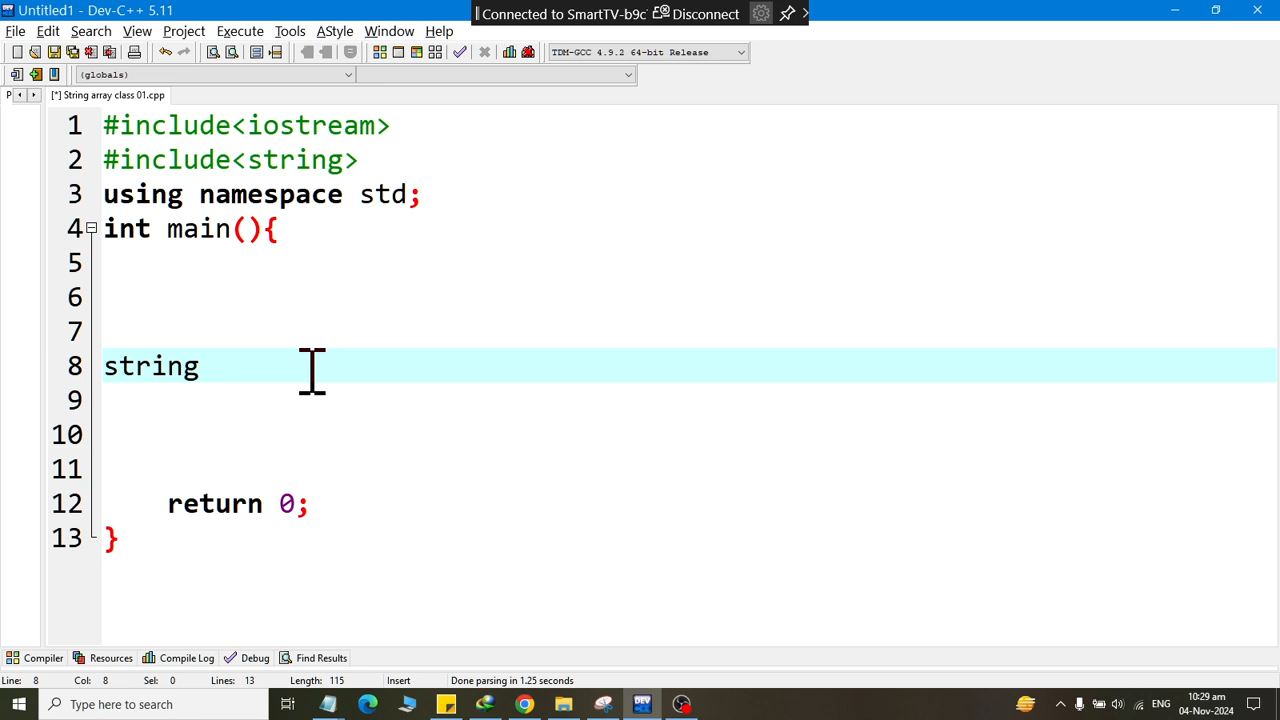 Untitled1 - Dev-C++ 5.11
Connected to SmartTV-b9c Disconnect
File Edit Search View Project Execute Tools AStyle Window Help
TDM-GCC 4.9.2 64-bit Release
(globals)
P
[*] String array class 01.cpp
1 #include<iostream>
2 #include<string>
3 using namespace std;
4 int main(){
5
6
7
8 string
9
10
11
12 return 0;
13 }
Compiler Resources Compile Log Debug Find Results
Line: 8 Col: 8 Sel: 0 Lines: 13 Length: 115 Insert Done parsing in 1.25 seconds
Type here to search
ENG 10:29 am
04-Nov-2024